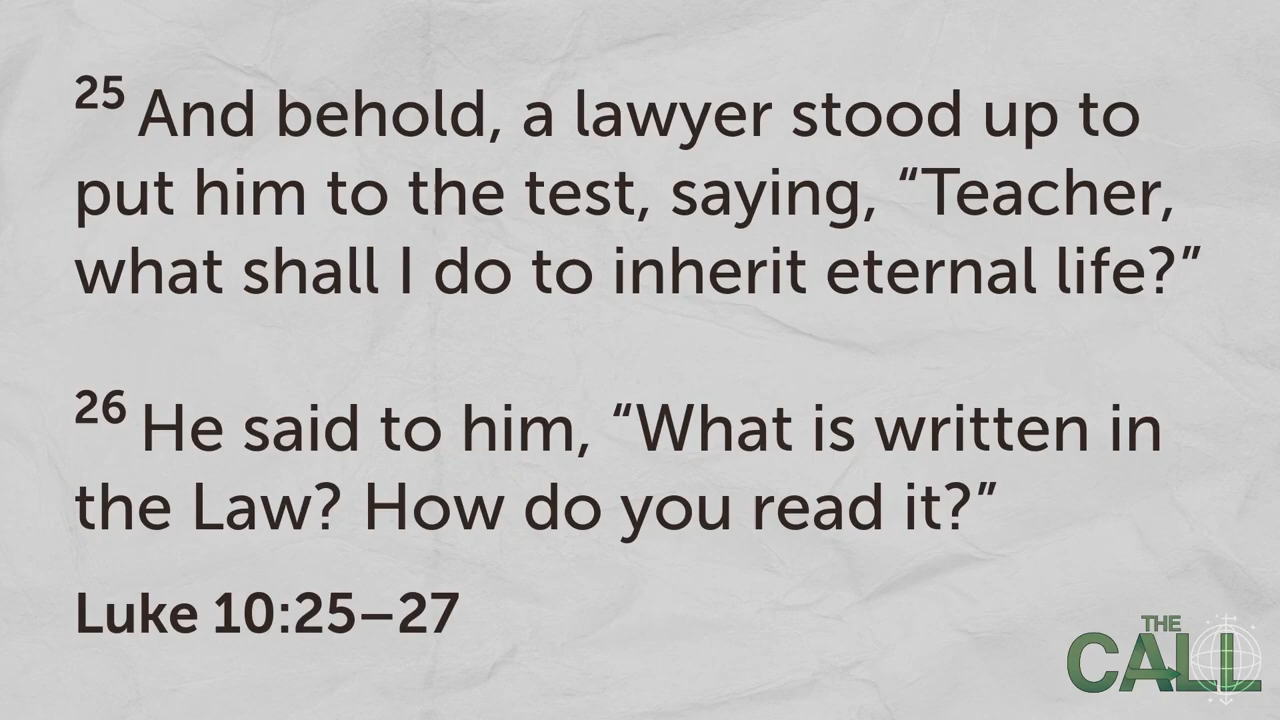 25 And behold, a lawyer stood up to
put him to the test, saying, “Teacher,
what shall I do to inherit eternal life?”
26 He said to him, “What is written in
the Law? How do you read it?”
Luke 10:25–27
THE
CALL